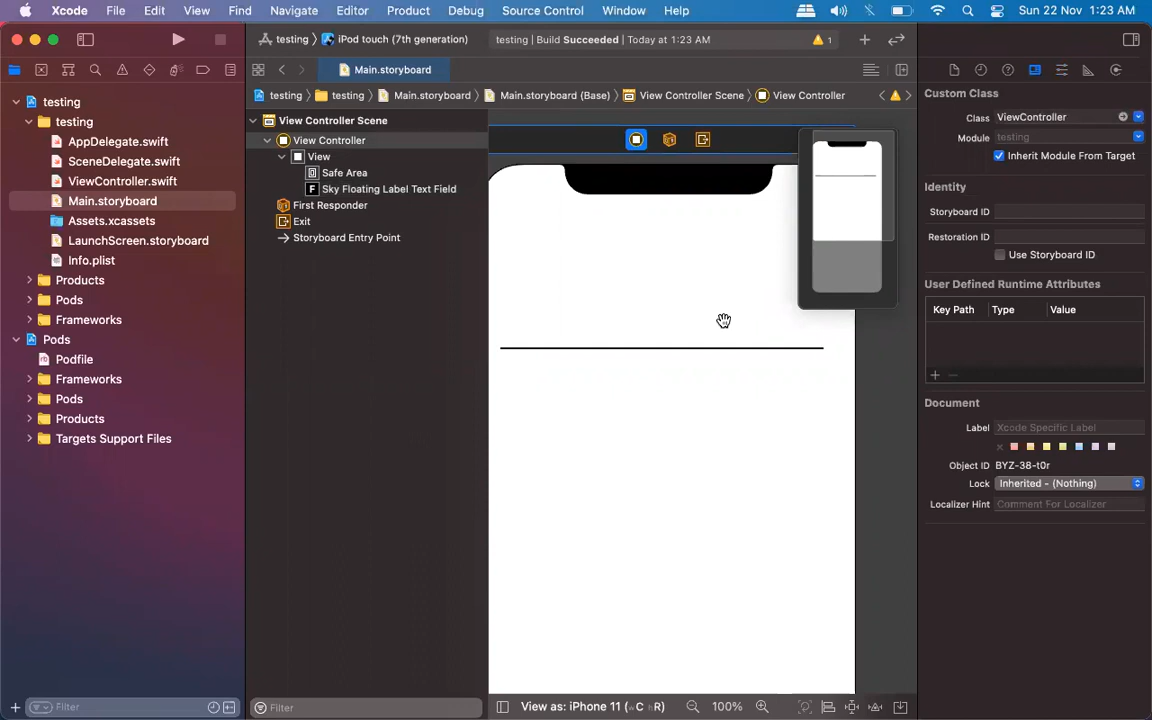 Xcode File Edit View Find Navigate Editor Product Debug Source Control Window Help Sun 22 Nov 1:23 AM
testing iPod touch (7th generation) testing | Build Succeeded | Today at 1:23 AM 1
Main.storyboard
testing testing Main.storyboard Main.storyboard (Base) View Controller Scene View Controller
testing
testing
AppDelegate.swift
SceneDelegate.swift
ViewController.swift
Main.storyboard
Assets.xcassets
LaunchScreen.storyboard
Info.plist
Products
Pods
Frameworks
Pods
Podfile
Frameworks
Pods
Products
Targets Support Files
Filter
View Controller Scene
View Controller
View
Safe Area
F Sky Floating Label Text Field
First Responder
Exit
Storyboard Entry Point
Filter
View as: iPhone 11 (wC hR) 100%
Custom Class
Class ViewController
Module testing
Inherit Module From Target
Identity
Storyboard ID
Restoration ID
Use Storyboard ID
User Defined Runtime Attributes
Key Path Type Value
Document
Label Xcode Specific Label
Object ID BYZ-38-t0r
Lock Inherited - (Nothing)
Localizer Hint Comment For Localizer